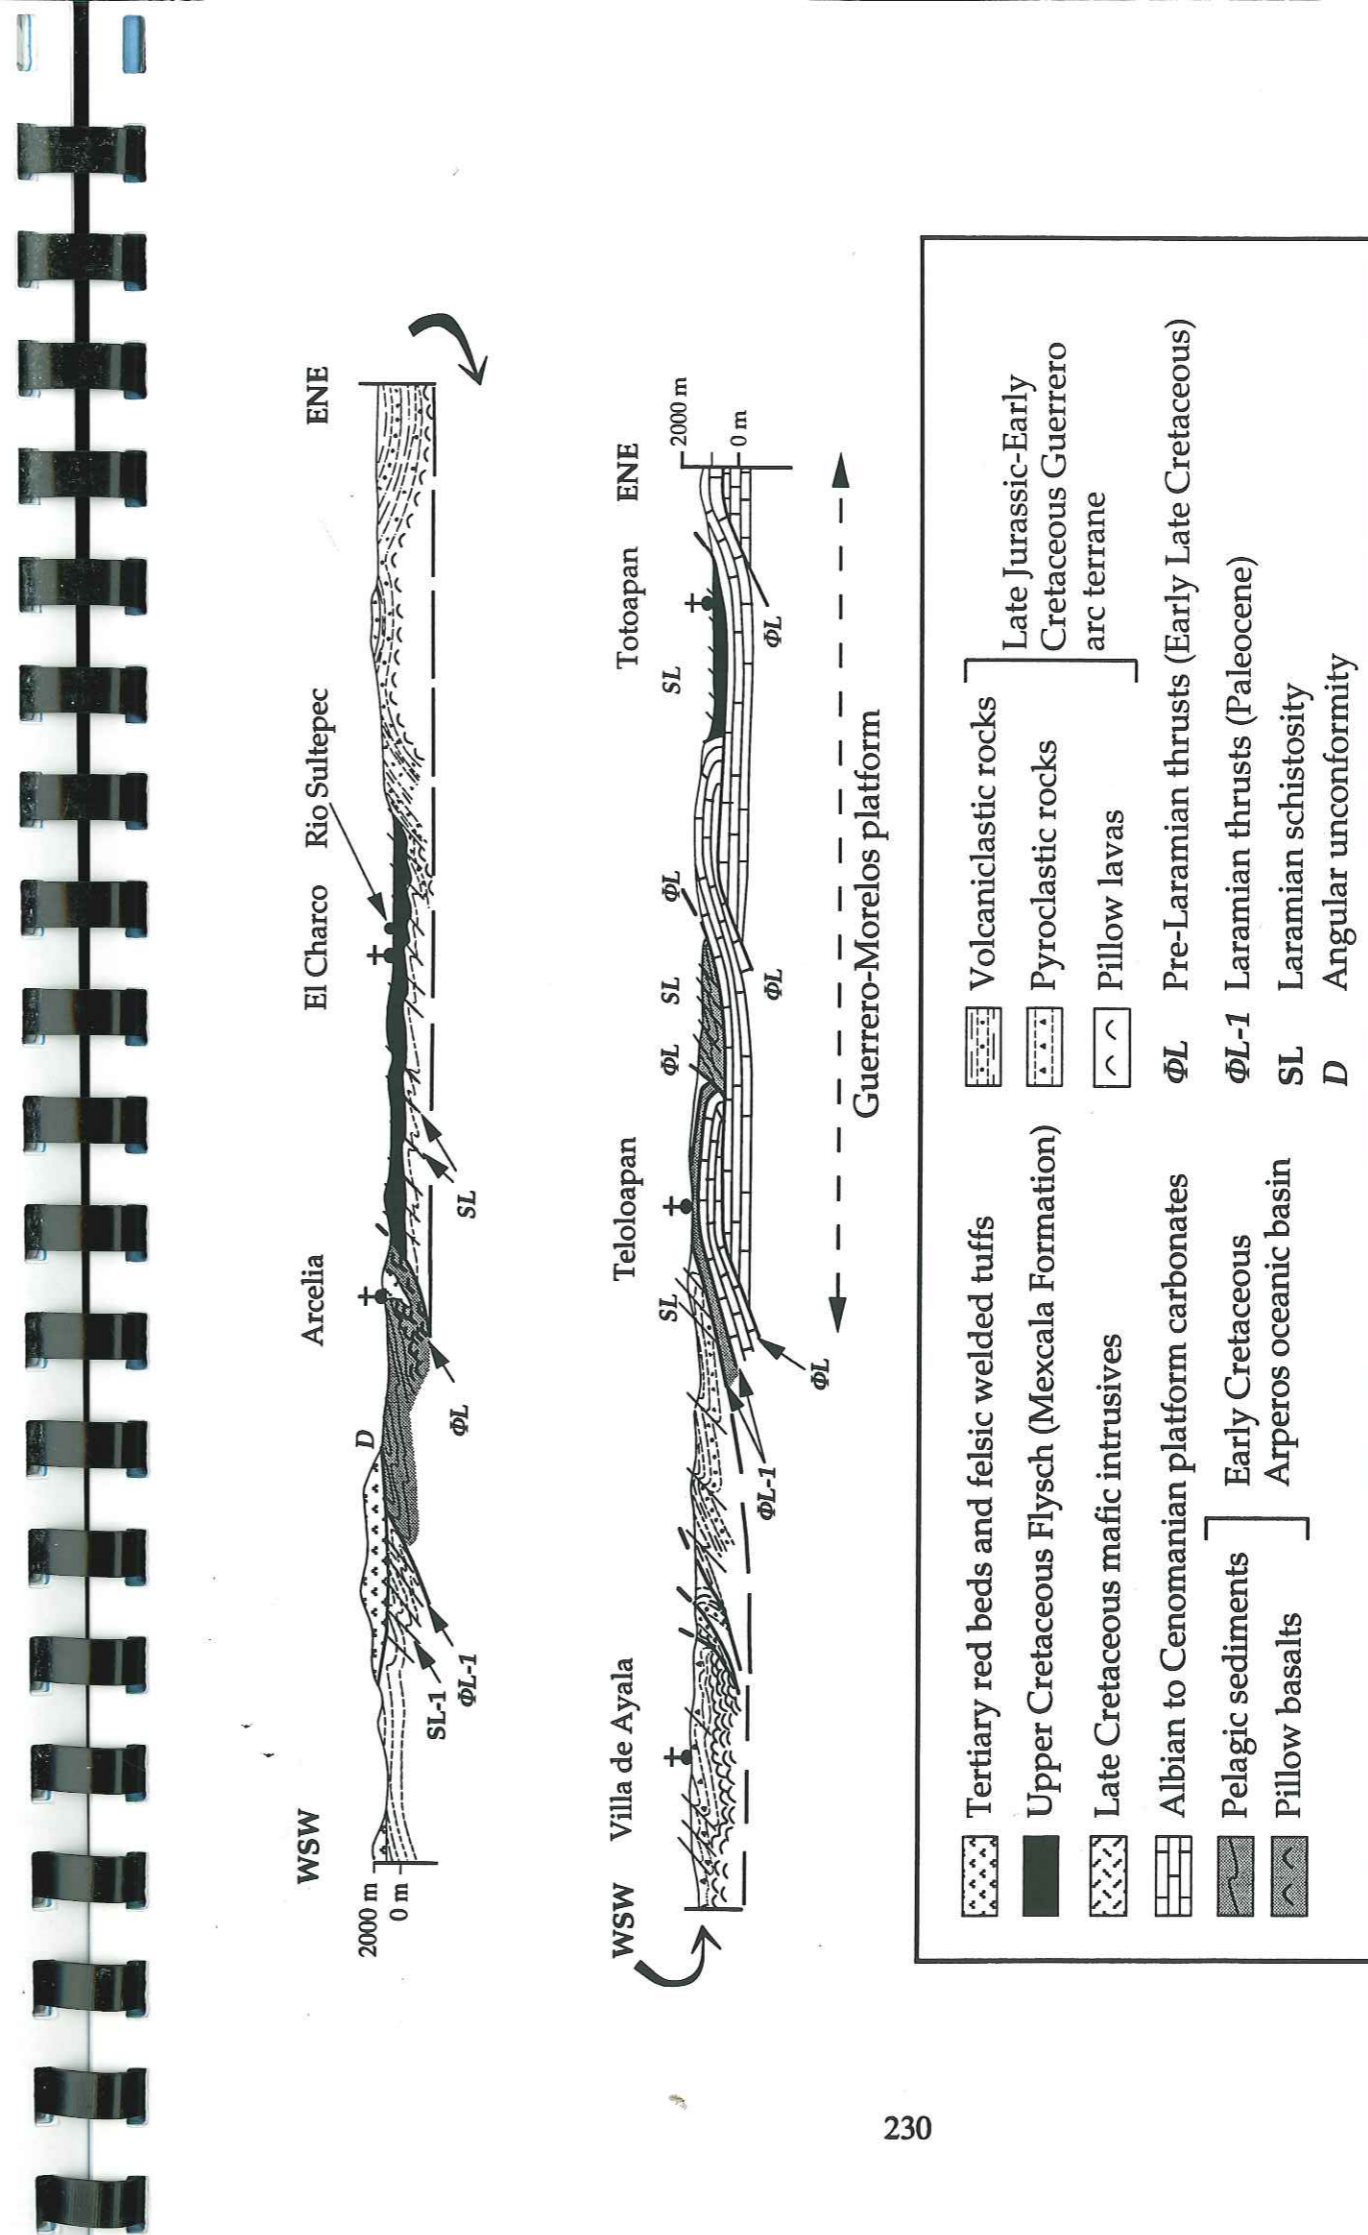 WSW
Arcelia
El Charco
Rio Sultepec
ENE
2000 m
0 m
D
SL-1
ΦL-1
ΦL
SL
WSW
Villa de Ayala
Teloloapan
Totoapan
ENE
SL
ΦL
SL
ΦL
SL
2000 m
0 m
ΦL-1
ΦL
ΦL
ΦL
Guerrero-Morelos platform
Tertiary red beds and felsic welded tuffs
Upper Cretaceous Flysch (Mexcala Formation)
Late Cretaceous mafic intrusives
Albian to Cenomanian platform carbonates
Pelagic sediments
Pillow basalts
Early Cretaceous
Arperos oceanic basin
Volcaniclastic rocks
Pyroclastic rocks
Pillow lavas
Late Jurassic-Early
Cretaceous Guerrero
arc terrane
ΦL Pre-Laramian thrusts (Early Late Cretaceous)
ΦL-1 Laramian thrusts (Paleocene)
SL Laramian schistosity
D Angular unconformity
230